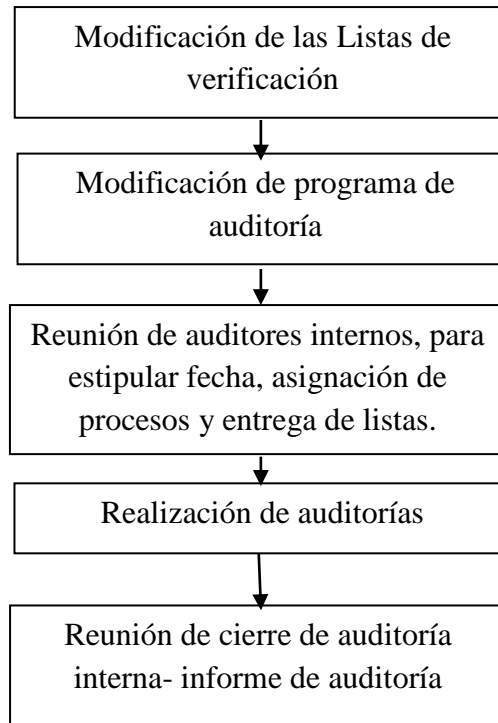 Modificación de las Listas de
verificación
Modificación de programa de
auditoría
Reunión de auditores internos, para
estipular fecha, asignación de
procesos y entrega de listas.
Realización de auditorías
Reunión de cierre de auditoría
interna- informe de auditoría